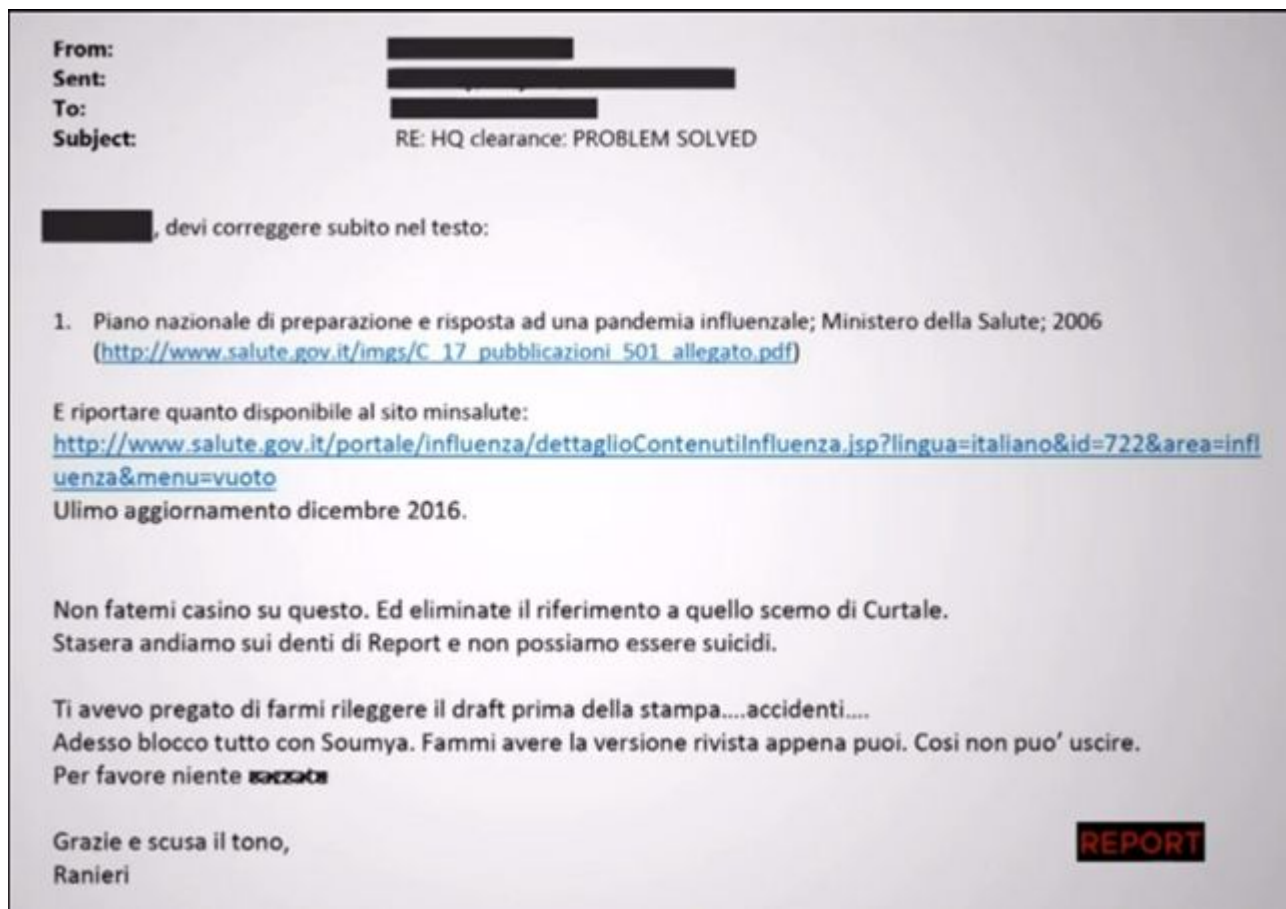 From:
Sent:
To:
Subject: RE: HQ clearance: PROBLEM SOLVED
, devi correggere subito nel testo:
1. Piano nazionale di preparazione e risposta ad una pandemia influenzale; Ministero della Salute; 2006
(http://www.salute.gov.it/imgs/C_17_pubblicazioni_501_allegato.pdf)
E riportare quanto disponibile al sito minsalute:
http://www.salute.gov.it/portale/influenza/dettaglioContenutiInfluenza.jsp?lingua=italiano&id=722&area=infl
uenza&menu=vuoto
Ulimo aggiornamento dicembre 2016.
Non fatemi casino su questo. Ed eliminate il riferimento a quello scemo di Curtale.
Stasera andiamo sui denti di Report e non possiamo essere suicidi.
Ti avevo pregato di farmi rileggere il draft prima della stampa....accidenti....
Adesso blocco tutto con Soumya. Fammi avere la versione rivista appena puoi. Cosi non puo' uscire.
Per favore niente
Grazie e scusa il tono,
Ranieri
REPORT